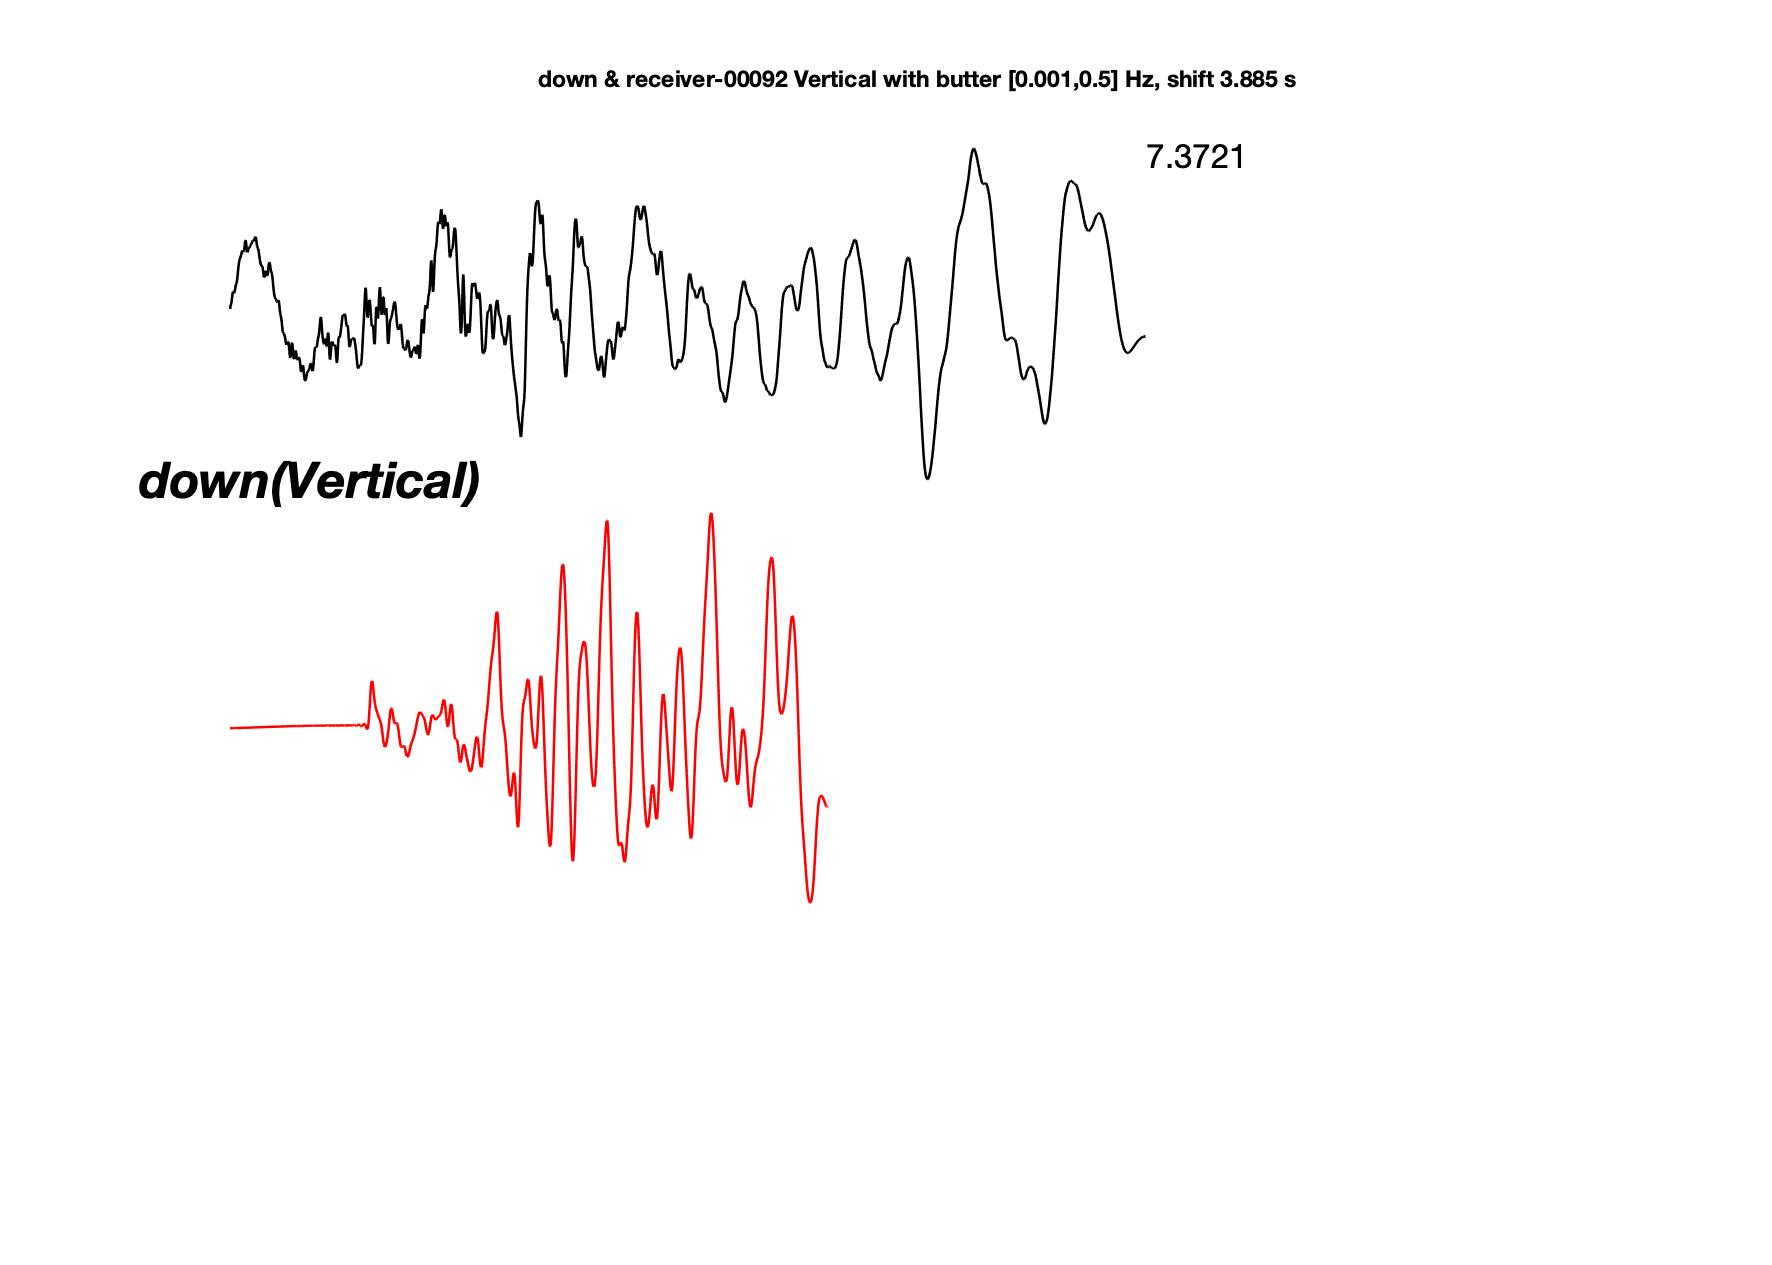 down & receiver-00092 Vertical with butter [0.001,0.5] Hz, shift 3.885 s
7.3721
down(Vertical)